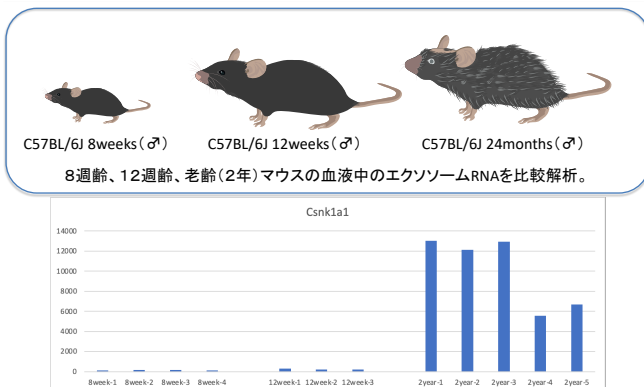 C57BL/6J 8weeks(♂) C57BL/6J 12weeks(♂) C57BL/6J 24months(♂)
8週齢、12週齢、老齢(2年)マウスの血液中のエクソソームRNAを比較解析。
Csnk1a1
14000
12000
10000
8000
6000
4000
2000
0
8week-1 8week-2 8week-3 8week-4 12week-1 12week-2 12week-3 2year-1 2year-2 2year-3 2year-4 2year-5